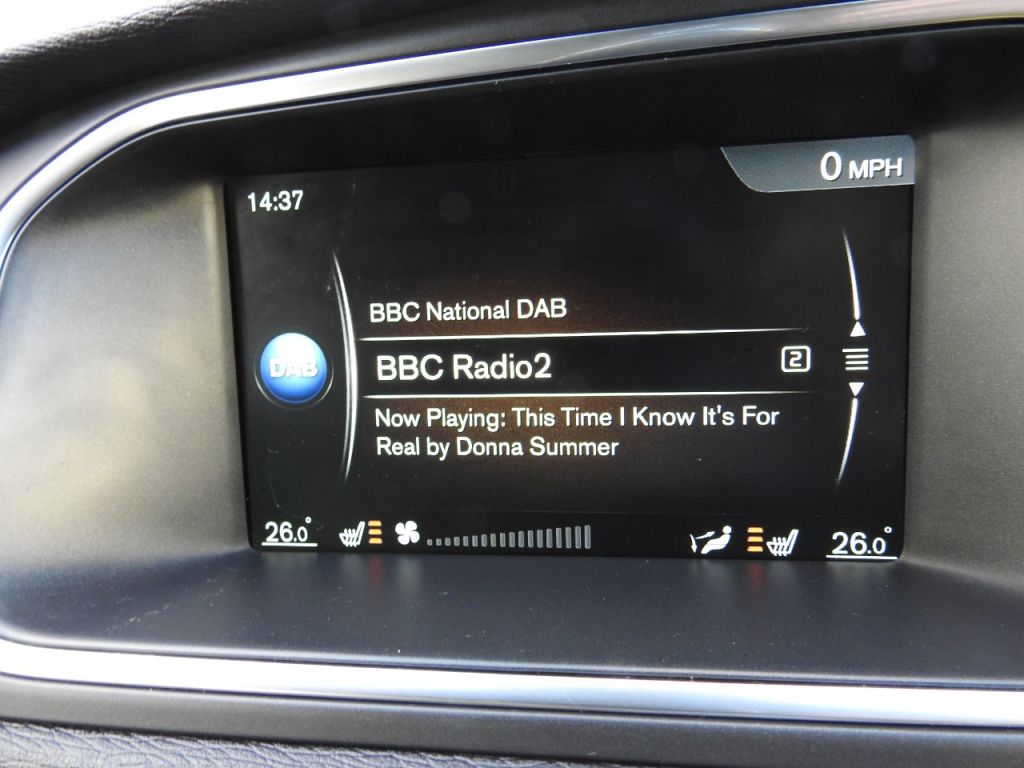 0 MPH
14:37
BBC National DAB
DAB
BBC Radio2
2
Now Playing: This Time I Know It's For
Real by Donna Summer
26.0°
26.0°